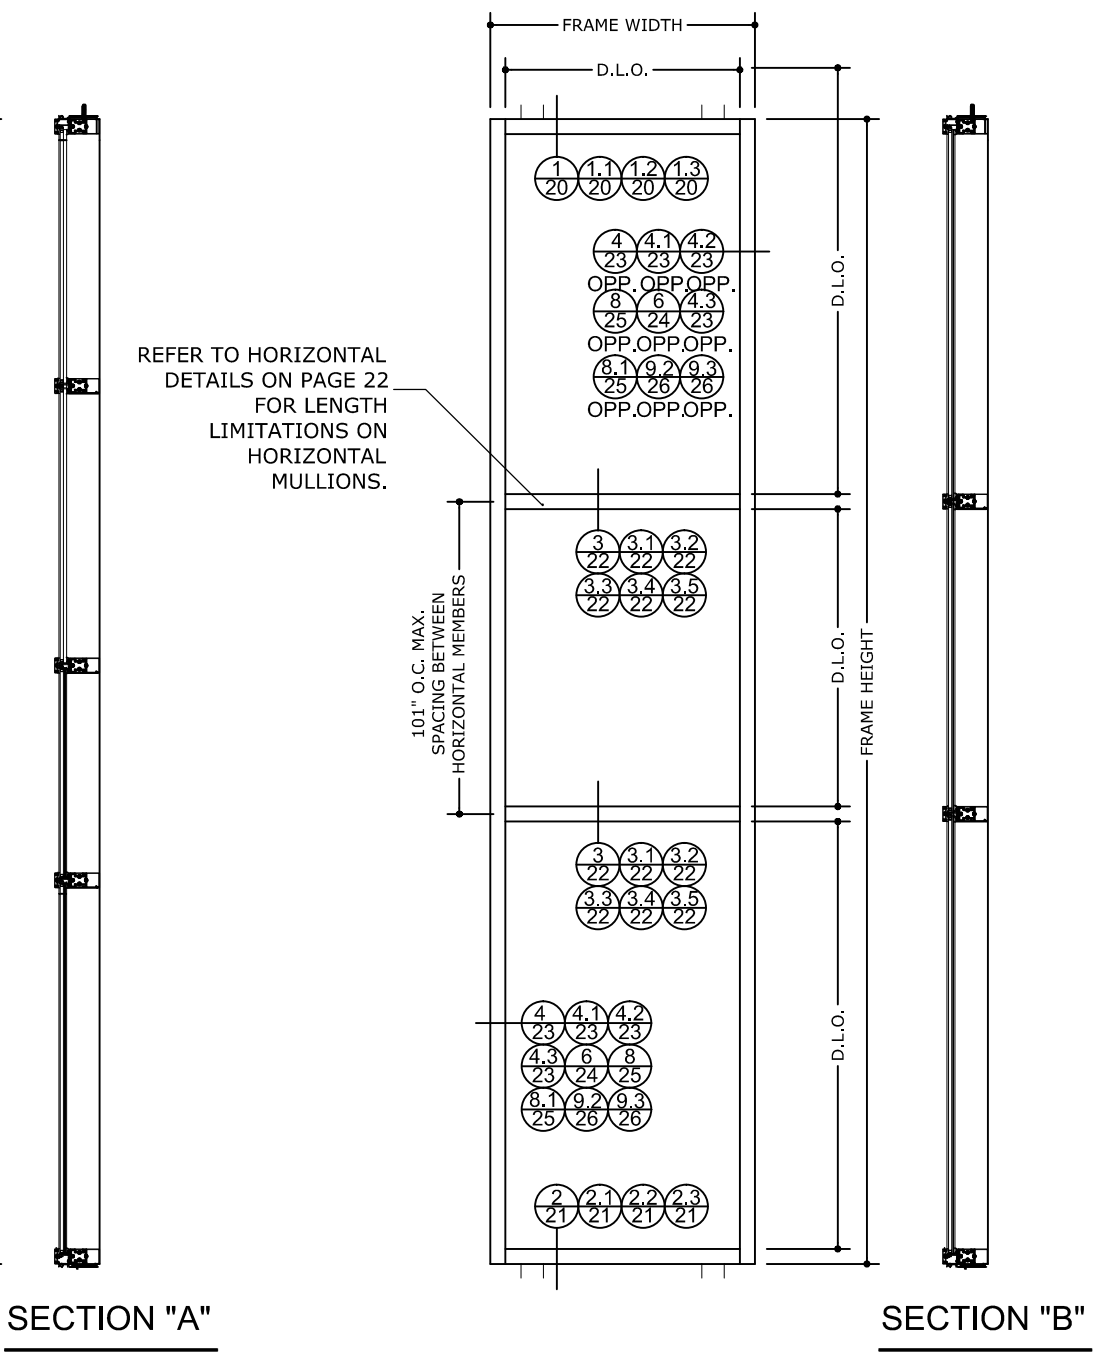 FRAME WIDTH
D.L.O.
1 1.1 1.2 1.3
20 20 20 20
4 4.1 4.2
23 23 23
OPP. OPP. OPP.
8 6 4.3
25 24 23
OPP. OPP. OPP.
8.1 9.2 9.3
25 26 26
OPP. OPP. OPP.
D.L.O.
REFER TO HORIZONTAL
DETAILS ON PAGE 22
FOR LENGTH
LIMITATIONS ON
HORIZONTAL
MULLIONS.
3 3.1 3.2
22 22 22
3.3 3.4 3.5
22 22 22
101" O.C. MAX.
SPACING BETWEEN
HORIZONTAL MEMBERS
D.L.O.
FRAME HEIGHT
3 3.1 3.2
22 22 22
3.3 3.4 3.5
22 22 22
4 4.1 4.2
23 23 23
4.3 6 8
23 24 25
8.1 9.2 9.3
25 26 26
D.L.O.
2 2.1 2.2 2.3
21 21 21 21
SECTION "A"
SECTION "B"